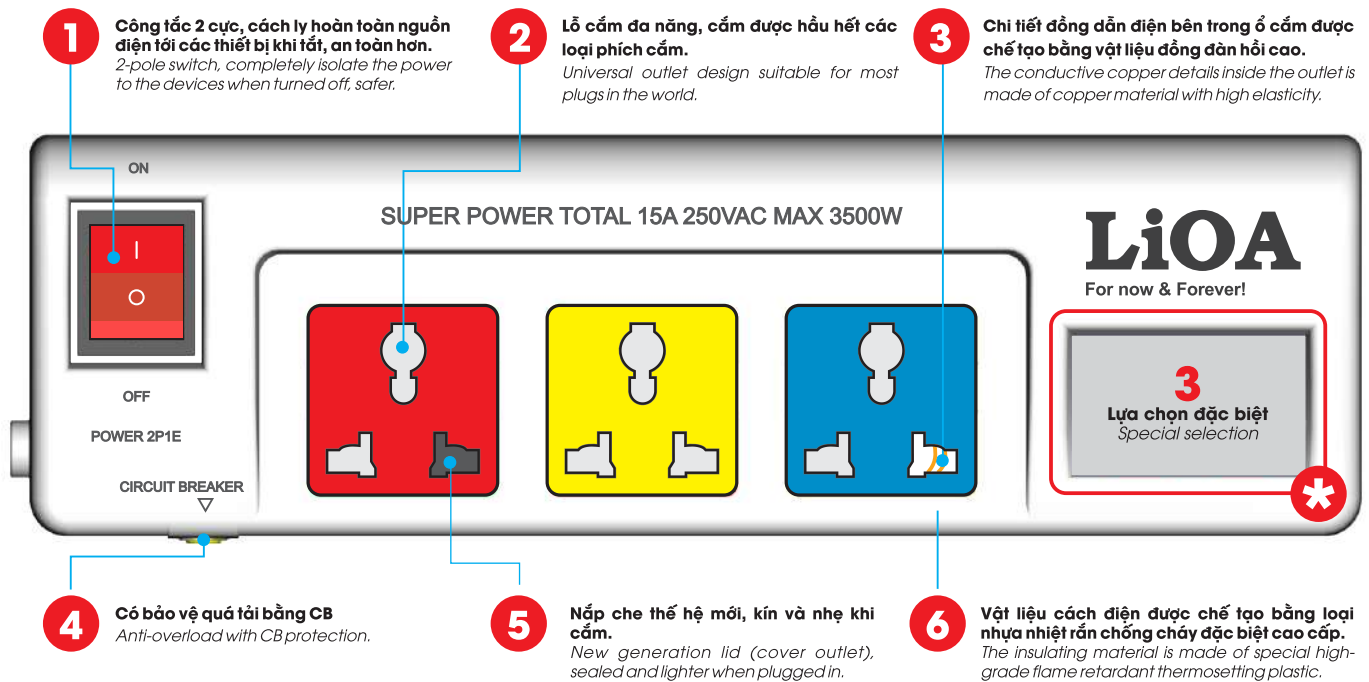 1
Công tắc 2 cực, cách ly hoàn toàn nguồn
điện tới các thiết bị khi tắt, an toàn hơn.
2-pole switch, completely isolate the power
to the devices when turned off, safer.
2
Lỗ cắm đa năng, cắm được hầu hết các
loại phích cắm.
Universal outlet design suitable for most
plugs in the world.
3
Chi tiết đồng dẫn điện bên trong ổ cắm được
chế tạo bằng vật liệu đồng đàn hồi cao.
The conductive copper details inside the outlet is
made of copper material with high elasticity.
ON
I
O
OFF
POWER 2P1E
CIRCUIT BREAKER
SUPER POWER TOTAL 15A 250VAC MAX 3500W
LiOA
For now & Forever!
3
Lựa chọn đặc biệt
Special selection
*
4
Có bảo vệ quá tải bằng CB
Anti-overload with CB protection.
5
Nắp che thế hệ mới, kín và nhẹ khi
cắm.
New generation lid (cover outlet),
sealed and lighter when plugged in.
6
Vật liệu cách điện được chế tạo bằng loại
nhựa nhiệt rắn chống cháy đặc biệt cao cấp.
The insulating material is made of special high-
grade flame retardant thermosetting plastic.